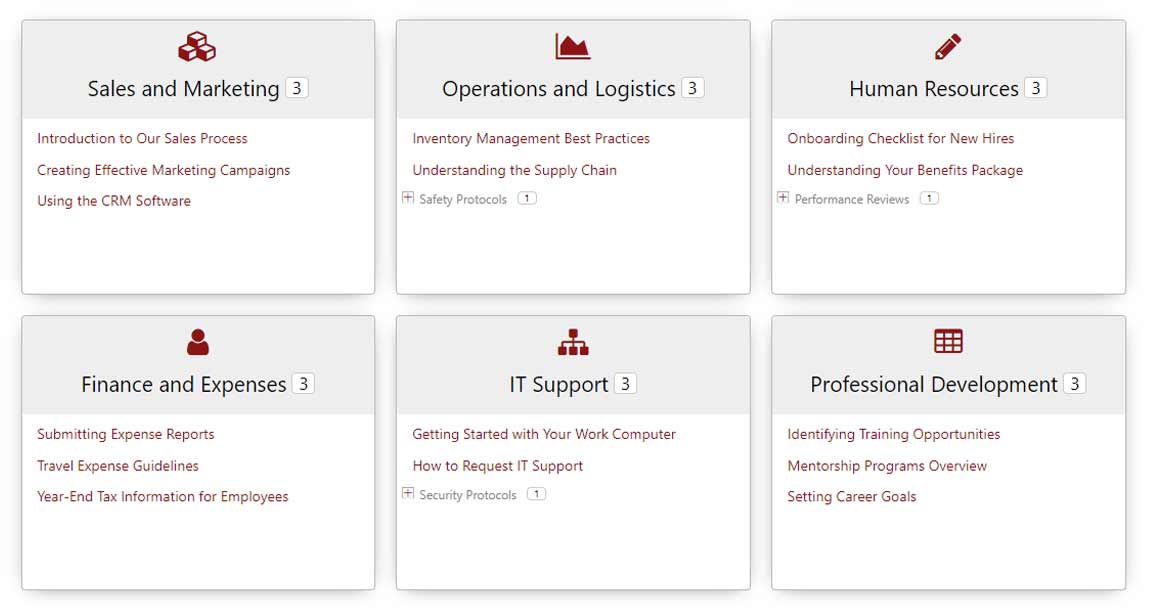 Sales and Marketing 3
Introduction to Our Sales Process
Creating Effective Marketing Campaigns
Using the CRM Software
Operations and Logistics 3
Inventory Management Best Practices
Understanding the Supply Chain
Safety Protocols 1
Human Resources 3
Onboarding Checklist for New Hires
Understanding Your Benefits Package
Performance Reviews 1
Finance and Expenses 3
Submitting Expense Reports
Travel Expense Guidelines
Year-End Tax Information for Employees
IT Support 3
Getting Started with Your Work Computer
How to Request IT Support
Security Protocols 1
Professional Development 3
Identifying Training Opportunities
Mentorship Programs Overview
Setting Career Goals